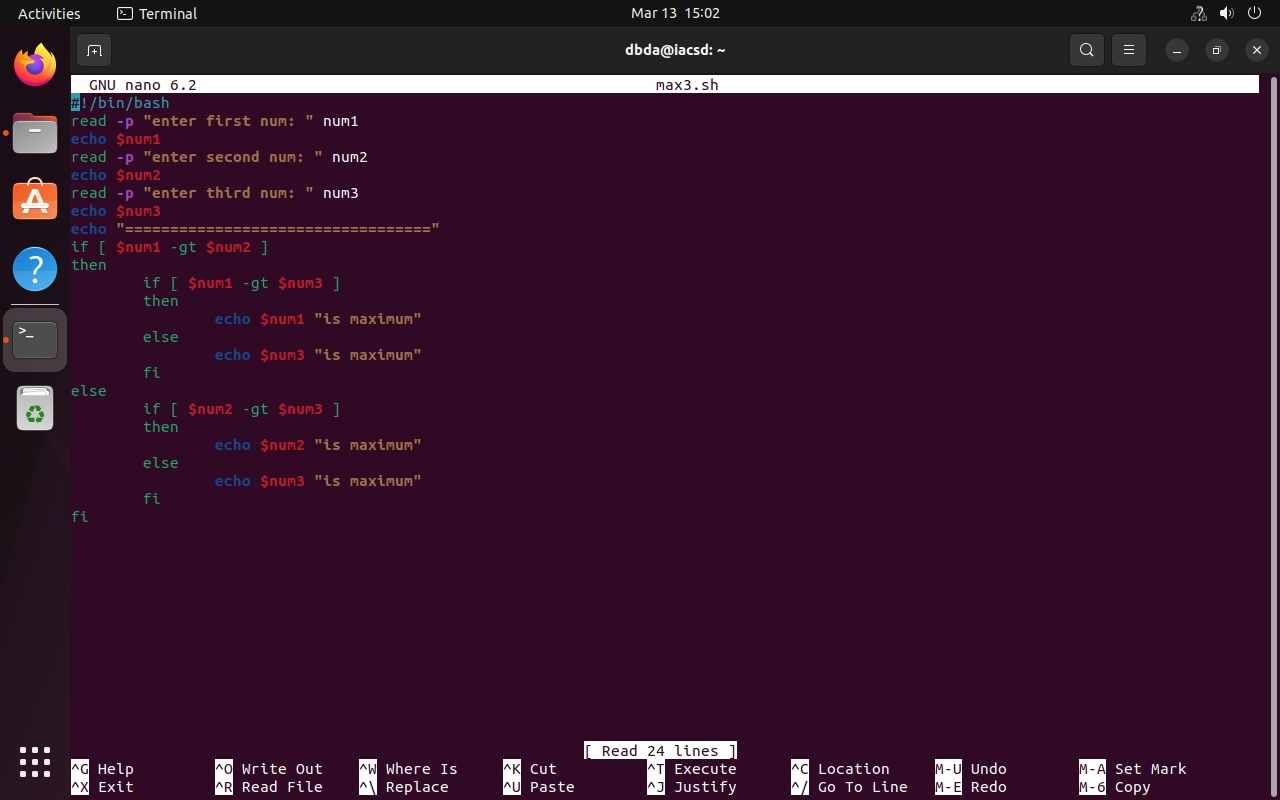 Activities Terminal Mar 13 15:02
dbda@iacsd: ~
GNU nano 6.2 max3.sh
#!/bin/bash
read -p "enter first num: " num1
echo $num1
read -p "enter second num: " num2
echo $num2
read -p "enter third num: " num3
echo $num3
echo "=================================="
if [ $num1 -gt $num2 ]
then
        if [ $num1 -gt $num3 ]
        then
                echo $num1 "is maximum"
        else
                echo $num3 "is maximum"
        fi
else
        if [ $num2 -gt $num3 ]
        then
                echo $num2 "is maximum"
        else
                echo $num3 "is maximum"
        fi
fi
[ Read 24 lines ]
^G Help ^O Write Out ^W Where Is ^K Cut ^T Execute ^C Location M-U Undo M-A Set Mark
^X Exit ^R Read File ^\ Replace ^U Paste ^J Justify ^/ Go To Line M-E Redo M-6 Copy